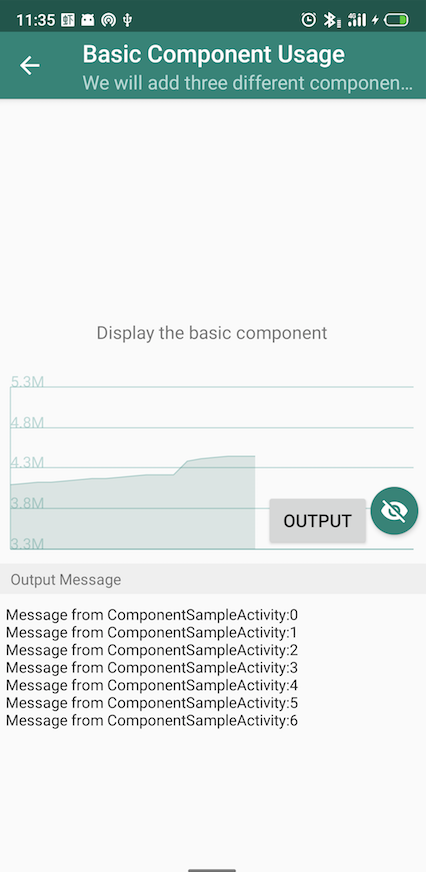 11:35 虾
Basic Component Usage
We will add three different componen...
Display the basic component
5.3M
4.8M
4.3M
3.8M
3.3M
OUTPUT
Output Message
Message from ComponentSampleActivity:0
Message from ComponentSampleActivity:1
Message from ComponentSampleActivity:2
Message from ComponentSampleActivity:3
Message from ComponentSampleActivity:4
Message from ComponentSampleActivity:5
Message from ComponentSampleActivity:6